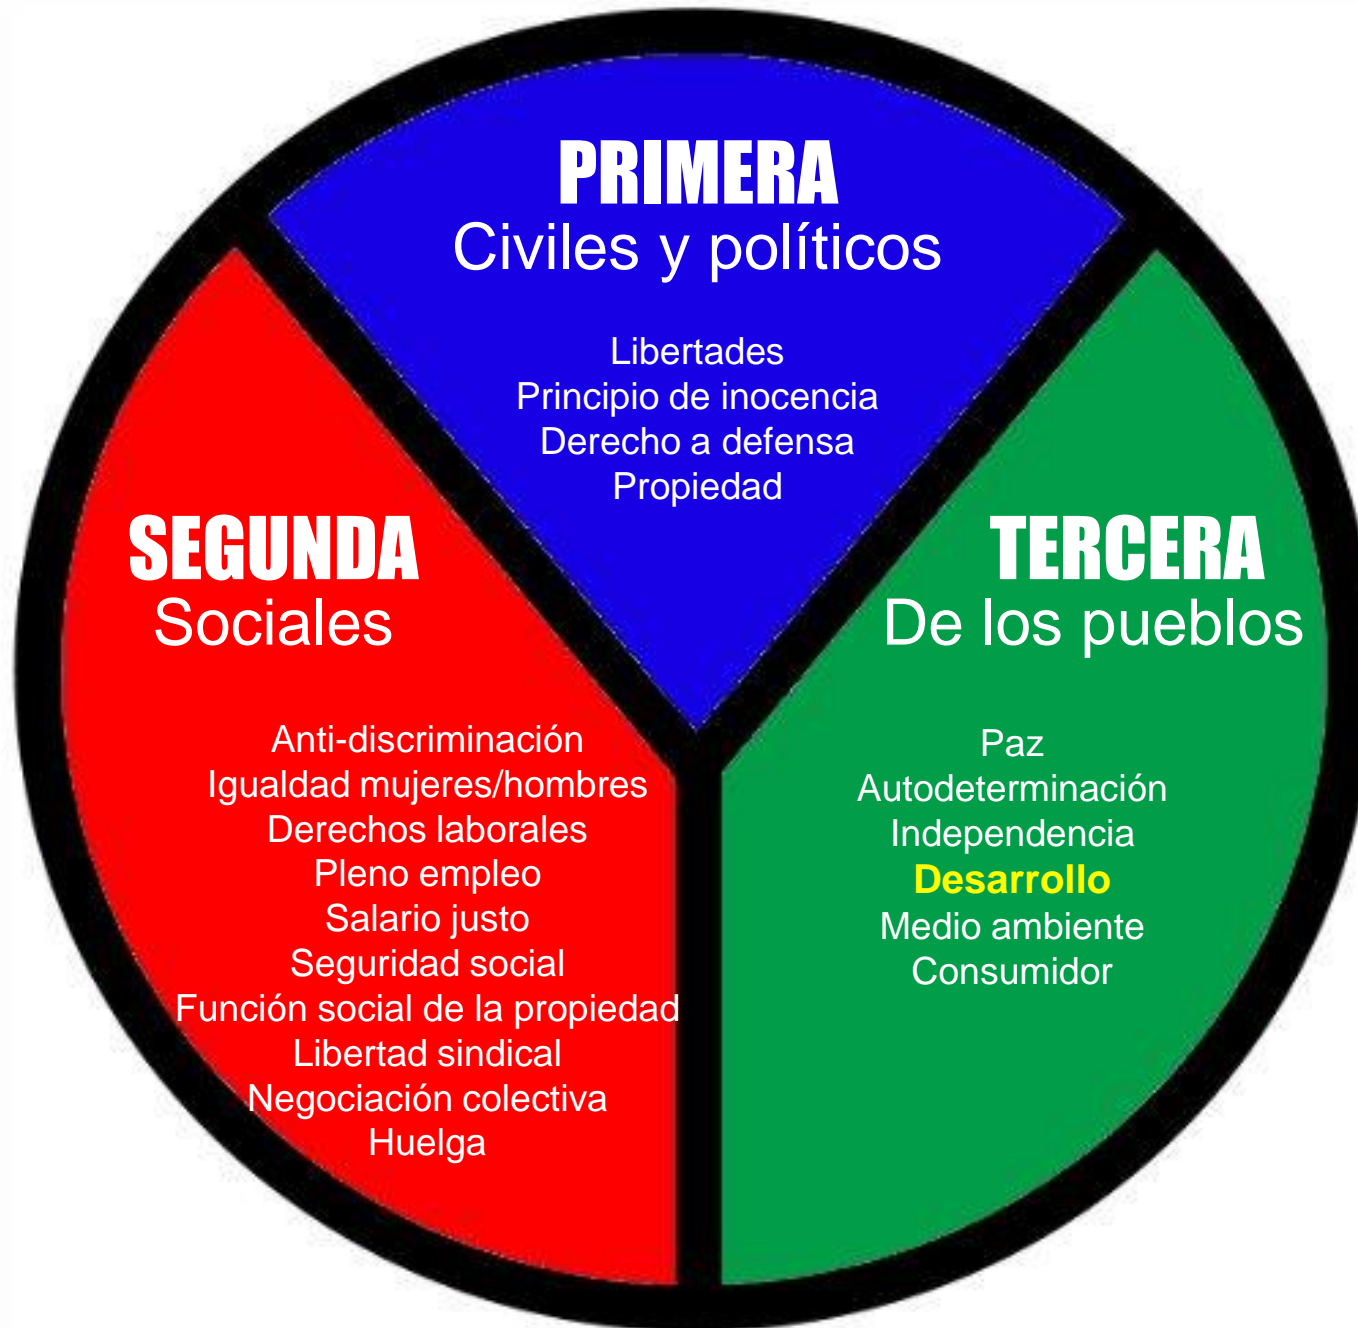 PRIMERA
Civiles y políticos
Libertades
Principio de inocencia
Derecho a defensa
Propiedad
SEGUNDA
Sociales
Anti-discriminación
Igualdad mujeres/hombres
Derechos laborales
Pleno empleo
Salario justo
Seguridad social
Función social de la propiedad
Libertad sindical
Negociación colectiva
Huelga
TERCERA
De los pueblos
Paz
Autodeterminación
Independencia
Desarrollo
Medio ambiente
Consumidor